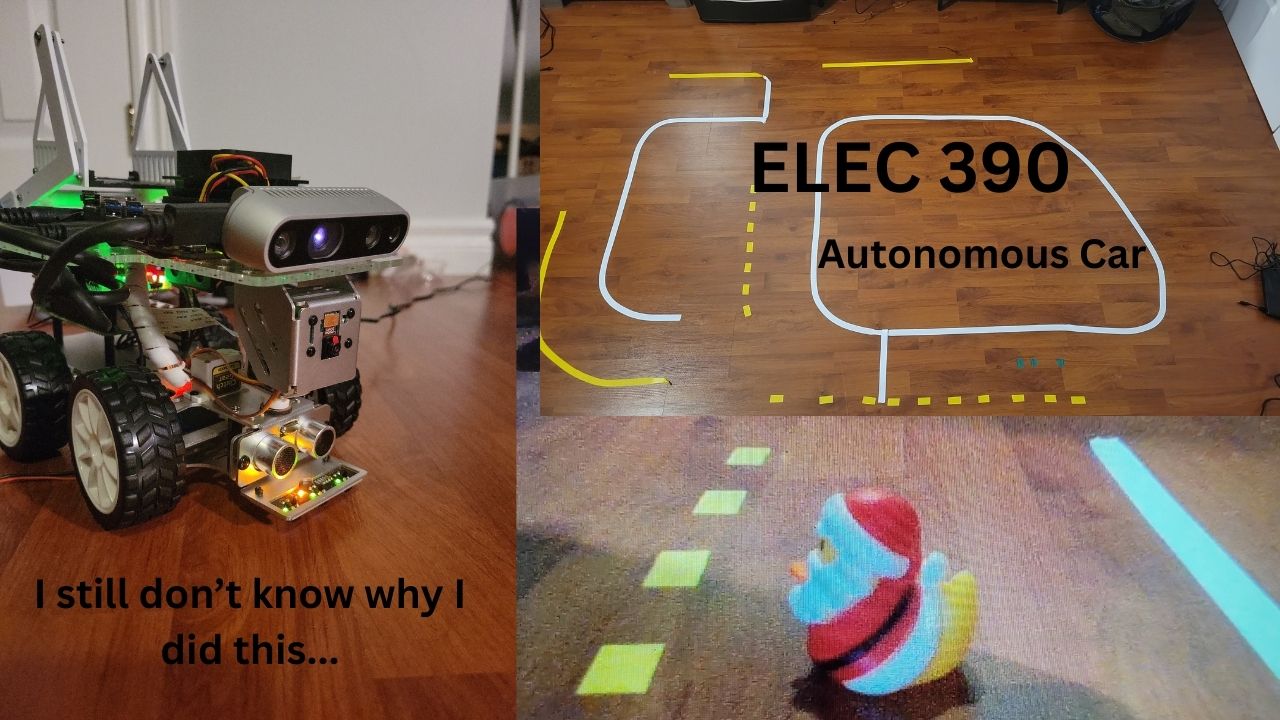 ELEC 390
Autonomous Car
I still don’t know why I
did this...